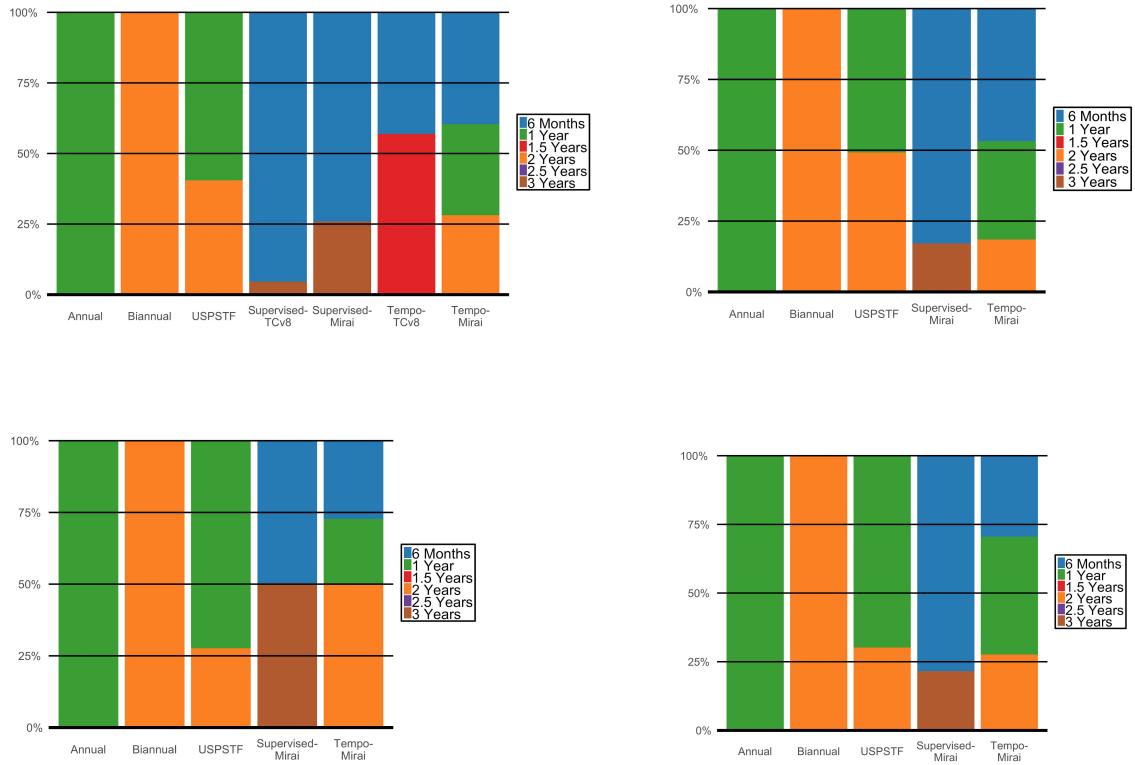 100%
75%
50%
25%
0%
Annual
Biannual
USPSTF
Supervised-
TCv8
Supervised-
Mirai
Tempo-
TCv8
Tempo-
Mirai
6 Months
1 Year
1.5 Years
2 Years
2.5 Years
3 Years
100%
75%
50%
25%
0%
Annual
Biannual
USPSTF
Supervised-
Mirai
Tempo-
Mirai
6 Months
1 Year
1.5 Years
2 Years
2.5 Years
3 Years
100%
75%
50%
25%
0%
Annual
Biannual
USPSTF
Supervised-
Mirai
Tempo-
Mirai
6 Months
1 Year
1.5 Years
2 Years
2.5 Years
3 Years
100%
75%
50%
25%
0%
Annual
Biannual
USPSTF
Supervised-
Mirai
Tempo-
Mirai
6 Months
1 Year
1.5 Years
2 Years
2.5 Years
3 Years